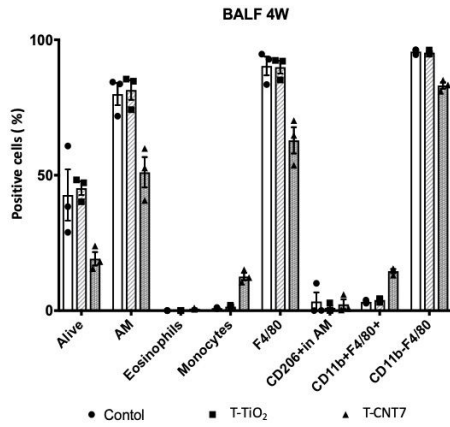 BALF 4W
Positive cells (%)
100
50
0
Alive
AM
Eosinophils
Monocytes
F4/80
CD206+in AM
CD11b+F4/80+
CD11b-F4/80
Contol
T-TiO₂
T-CNT7